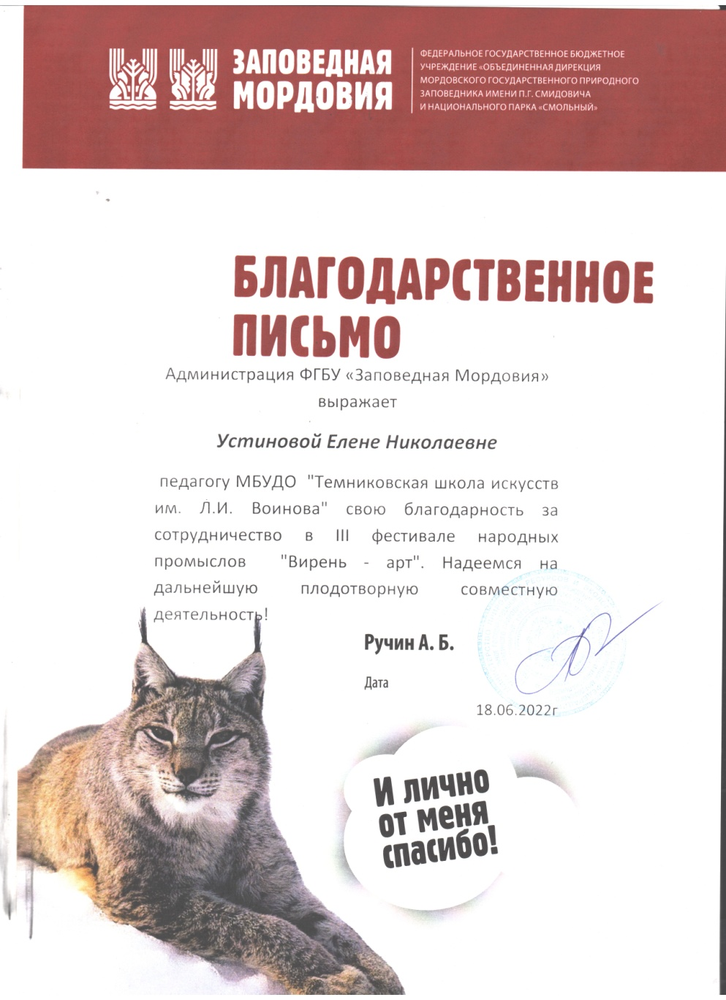 ЗАПОВЕДНАЯ
МОРДОВИЯ
ФЕДЕРАЛЬНОЕ ГОСУДАРСТВЕННОЕ БЮДЖЕТНОЕ
УЧРЕЖДЕНИЕ «ОБЪЕДИНЕННАЯ ДИРЕКЦИЯ
МОРДОВСКОГО ГОСУДАРСТВЕННОГО ПРИРОДНОГО
ЗАПОВЕДНИКА ИМЕНИ П.Г. СМИДОВИЧА
И НАЦИОНАЛЬНОГО ПАРКА «СМОЛЬНЫЙ»
БЛАГОДАРСТВЕННОЕ
ПИСЬМО
Администрация ФГБУ «Заповедная Мордовия»
выражает
Устиновой Елене Николаевне
педагогу МБУДО "Темниковская школа искусств
им. Л.И. Воинова" свою благодарность за
сотрудничество в III фестивале народных
промыслов "Вирень - арт". Надеемся на
дальнейшую плодотворную совместную
деятельность!
Ручин А. Б.
Дата
18.06.2022г
И лично
от меня
спасибо!